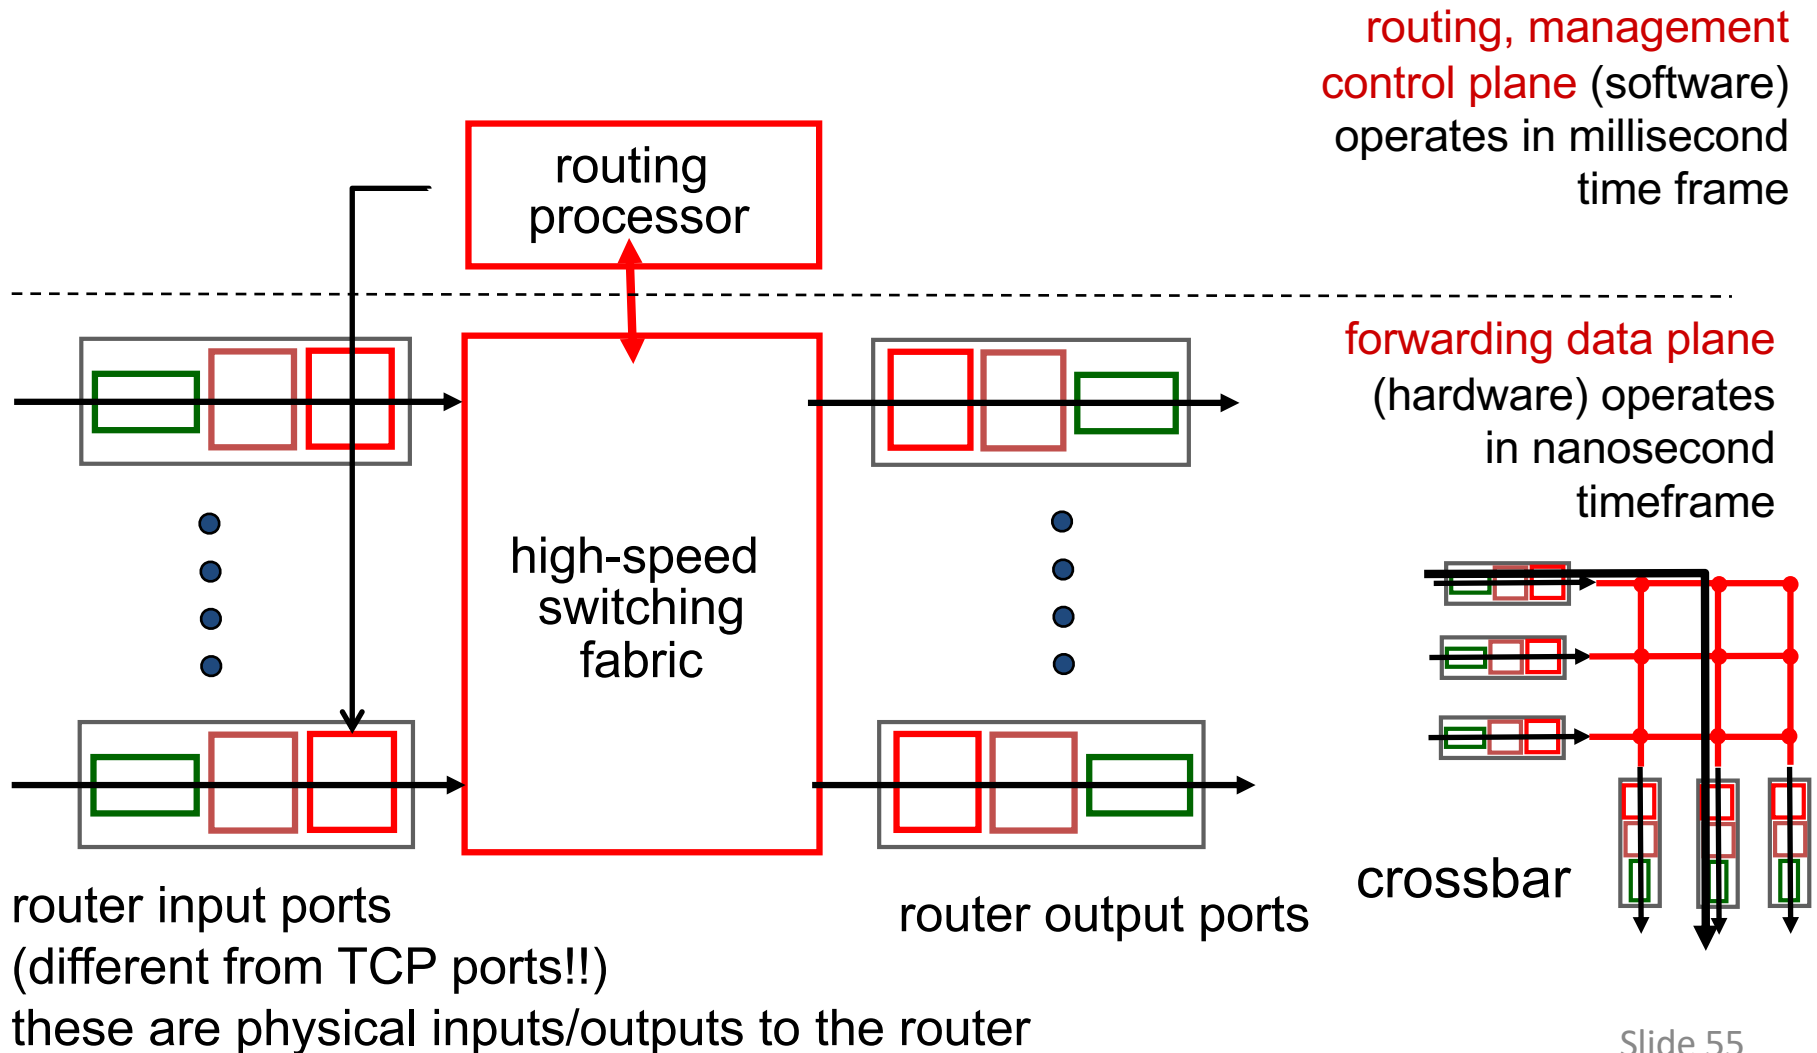 routing, management
control plane (software)
operates in millisecond
time frame
routing
processor
forwarding data plane
(hardware) operates
in nanosecond
timeframe
high-speed
switching
fabric
crossbar
router input ports
(different from TCP ports!!)
these are physical inputs/outputs to the router
router output ports
Slide 55